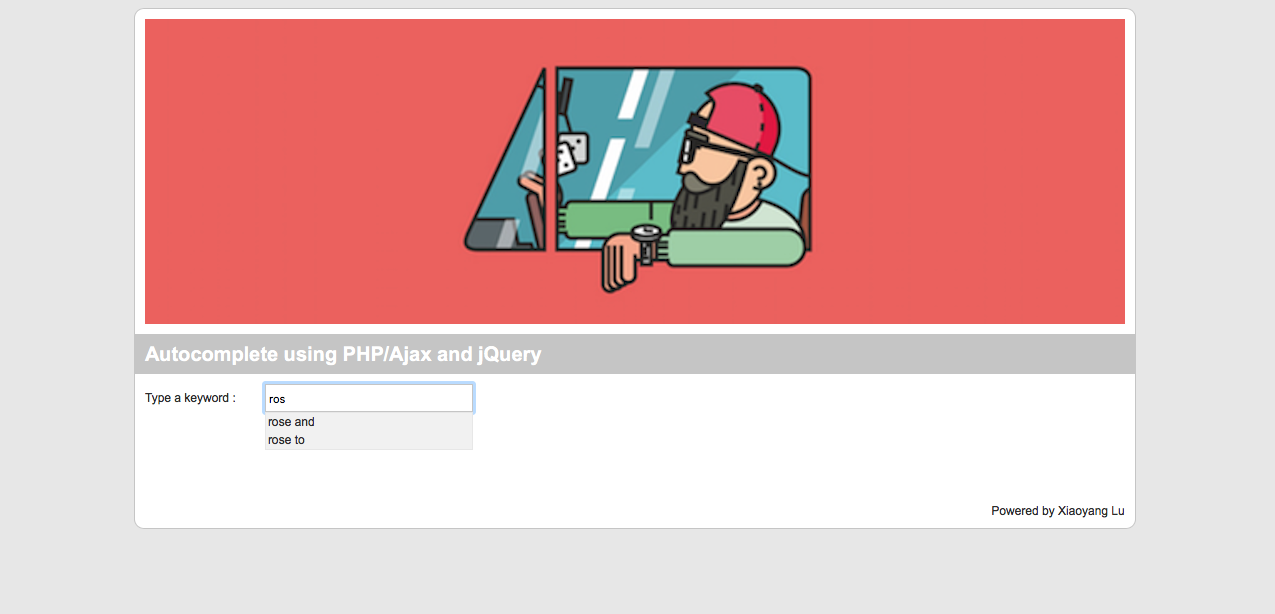 Autocomplete using PHP/Ajax and jQuery
Type a keyword :
ros
rose and
rose to
Powered by Xiaoyang Lu